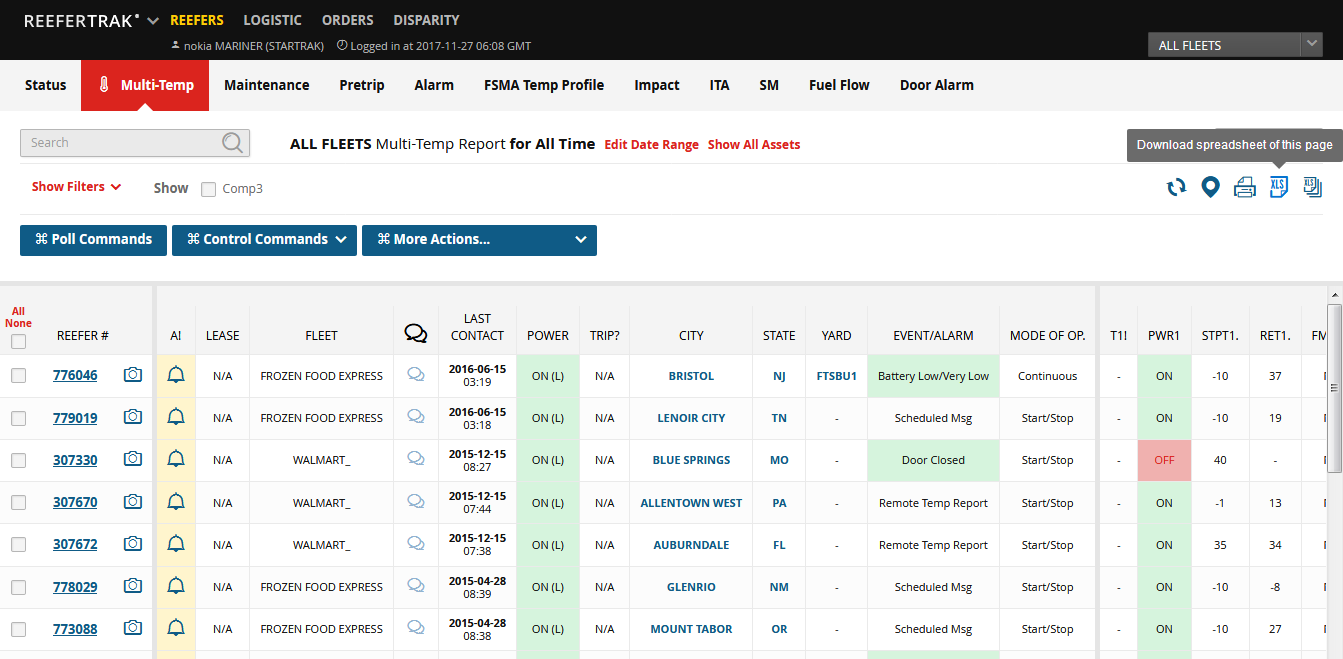 REEFERTRAK REEFERS LOGISTIC ORDERS DISPARITY
nokia MARINER (STARTRAK) Logged in at 2017-11-27 06:08 GMT
ALL FLEETS
Status Multi-Temp Maintenance Pretrip Alarm FSMA Temp Profile Impact ITA SM Fuel Flow Door Alarm
Search ALL FLEETS Multi-Temp Report for All Time Edit Date Range Show All Assets
Download spreadsheet of this page
Show Filters Show Comp3 XLS XLS
⌘ Poll Commands ⌘ Control Commands ⌘ More Actions...
All
None
REEFER # A! LEASE FLEET LAST CONTACT POWER TRIP? CITY STATE YARD EVENT/ALARM MODE OF OP. T1! PWR1 STPT1. RET1.
776046 N/A FROZEN FOOD EXPRESS 2016-06-15 03:19 ON (L) N/A BRISTOL NJ FTSBU1 Battery Low/Very Low Continuous - ON -10 37
779019 N/A FROZEN FOOD EXPRESS 2016-06-15 03:18 ON (L) N/A LENOIR CITY TN - Scheduled Msg Start/Stop - ON -10 19
307330 N/A WALMART_ 2015-12-15 08:27 ON (L) N/A BLUE SPRINGS MO - Door Closed Start/Stop - OFF 40 -
307670 N/A WALMART_ 2015-12-15 07:44 ON (L) N/A ALLENTOWN WEST PA - Remote Temp Report Start/Stop - ON -1 13
307672 N/A WALMART_ 2015-12-15 07:38 ON (L) N/A AUBURNDALE FL - Remote Temp Report Start/Stop - ON 35 34
778029 N/A FROZEN FOOD EXPRESS 2015-04-28 08:39 ON (L) N/A GLENRIO NM - Scheduled Msg Start/Stop - ON -10 -8
773088 N/A FROZEN FOOD EXPRESS 2015-04-28 08:38 ON (L) N/A MOUNT TABOR OR - Scheduled Msg Start/Stop - ON -10 27